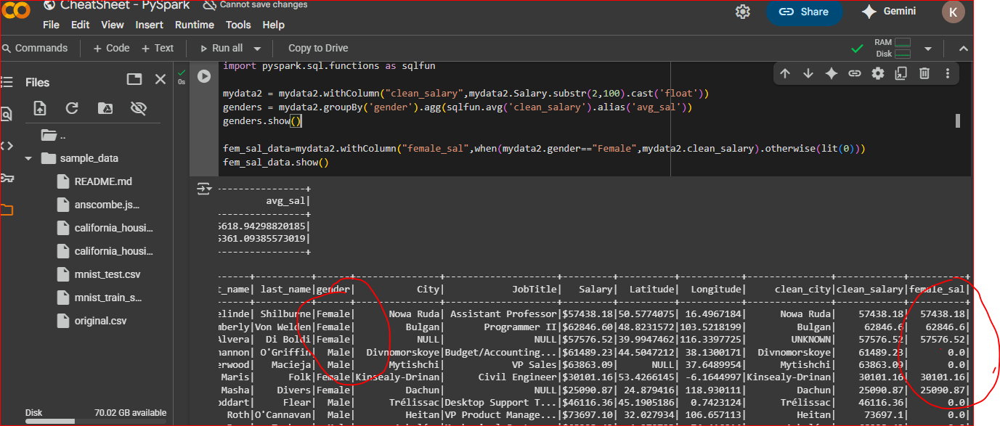 CheatSheet - PySpark
Cannot save changes
File Edit View Insert Runtime Tools Help
Share
Gemini
K
Commands
+ Code + Text
Run all
Copy to Drive
RAM
Disk
Files
..
sample_data
README.md
anscombe.js...
california_housi...
california_housi...
mnist_test.csv
mnist_train_s...
original.csv
Disk 70.02 GB available
0s
import pyspark.sql.functions as sqlfun
mydata2 = mydata2.withColumn("clean_salary",mydata2.Salary.substr(2,100).cast('float'))
genders = mydata2.groupBy('gender').agg(sqlfun.avg('clean_salary').alias('avg_sal'))
genders.show()
fem_sal_data=mydata2.withColumn("female_sal",when(mydata2.gender=="Female",mydata2.clean_salary).otherwise(lit(0)))
fem_sal_data.show()
----------------+
avg_sal|
----------------+
5618.94298820185|
5361.09385573019|
----------------+
------+----------+------+---------------+--------------------+---------+----------+-----------+---------------+------------+----------+
t_name| last_name|gender| City| JobTitle| Salary| Latitude| Longitude| clean_city|clean_salary|female_sal|
------+----------+------+---------------+--------------------+---------+----------+-----------+---------------+------------+----------+
elinde| Shilburne|Female| Nowa Ruda| Assistant Professor|$57438.18|50.5774075| 16.4967184| Nowa Ruda| 57438.18| 57438.18|
mberly|Von Welden|Female| Bulgan| Programmer II|$62846.60|48.8231572|103.5218199| Bulgan| 62846.6| 62846.6|
Alvera| Di Boldi|Female| NULL| NULL|$57576.52|39.9947462|116.3397725| UNKNOWN| 57576.52| 57576.52|
hannon| O'Griffin| Male| Divnomorskoye|Budget/Accounting...|$61489.23|44.5047212| 38.1300171| Divnomorskoye| 61489.23| 0.0|
erwood| Macieja| Male| Mytishchi| VP Sales|$63863.09| NULL| 37.6489954| Mytishchi| 63863.09| 0.0|
Maris| Folk|Female|Kinsealy-Drinan| Civil Engineer|$30101.16|53.4266145| -6.1644997|Kinsealy-Drinan| 30101.16| 30101.16|
Masha| Divers|Female| Dachun| NULL|$25090.87| 24.879416| 118.930111| Dachun| 25090.87| 25090.87|
oddart| Flear| Male| Trélissac|Desktop Support T...|$46116.36|45.1905186| 0.7423124| Trélissac| 46116.36| 0.0|
Roth|O'Cannavan| Male| Heitan|VP Product Manage...|$73697.10| 32.027934| 106.657113| Heitan| 73697.1| 0.0|